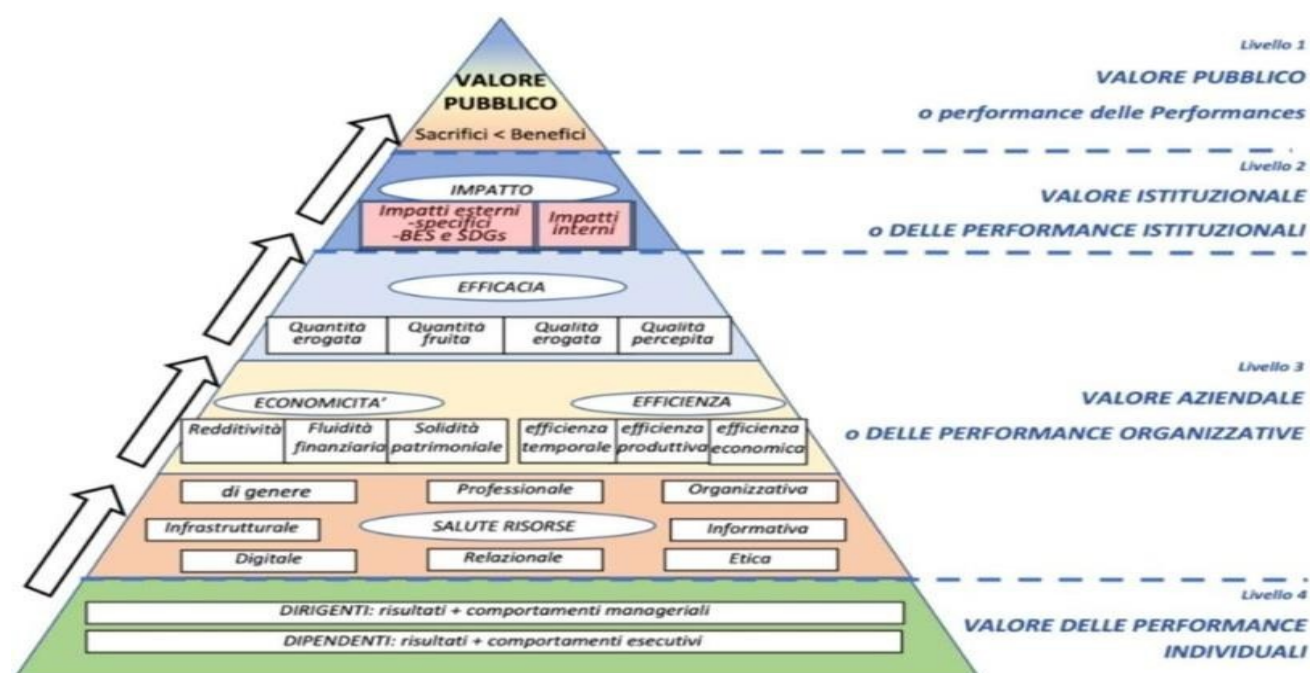 Livello 1
VALORE PUBBLICO
o performance delle Performances
VALORE
PUBBLICO
Sacrifici < Benefici
Livello 2
VALORE ISTITUZIONALE
o DELLE PERFORMANCE ISTITUZIONALI
IMPATTO
Impatti esterni
-specifici
-BES e SDGs
Impatti
interni
EFFICACIA
Quantità
erogata
Quantità
fruita
Qualità
erogata
Qualità
percepita
Livello 3
VALORE AZIENDALE
o DELLE PERFORMANCE ORGANIZZATIVE
ECONOMICITA'
EFFICIENZA
Redditività
Fluidità
finanziaria
Solidità
patrimoniale
efficienza
temporale
efficienza
produttiva
efficienza
economica
di genere
Professionale
Organizzativa
Infrastrutturale
SALUTE RISORSE
Informativa
Digitale
Relazionale
Etica
Livello 4
VALORE DELLE PERFORMANCE
INDIVIDUALI
DIRIGENTI: risultati + comportamenti manageriali
DIPENDENTI: risultati + comportamenti esecutivi